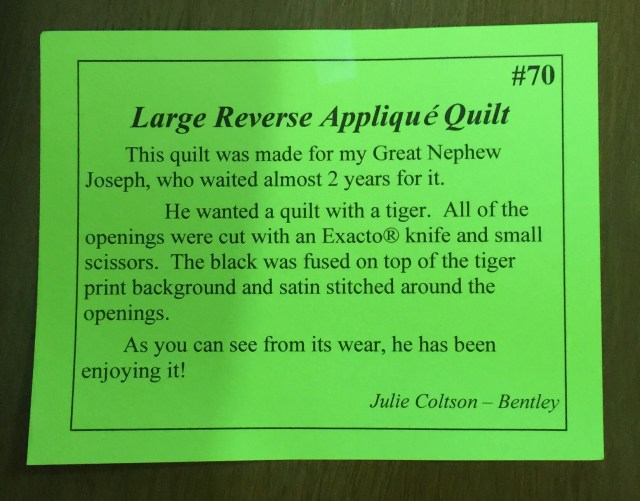 #70
Large Reverse Appliqué Quilt
This quilt was made for my Great Nephew
Joseph, who waited almost 2 years for it.
He wanted a quilt with a tiger. All of the
openings were cut with an Exacto® knife and small
scissors. The black was fused on top of the tiger
print background and satin stitched around the
openings.
As you can see from its wear, he has been
enjoying it!
Julie Coltson – Bentley